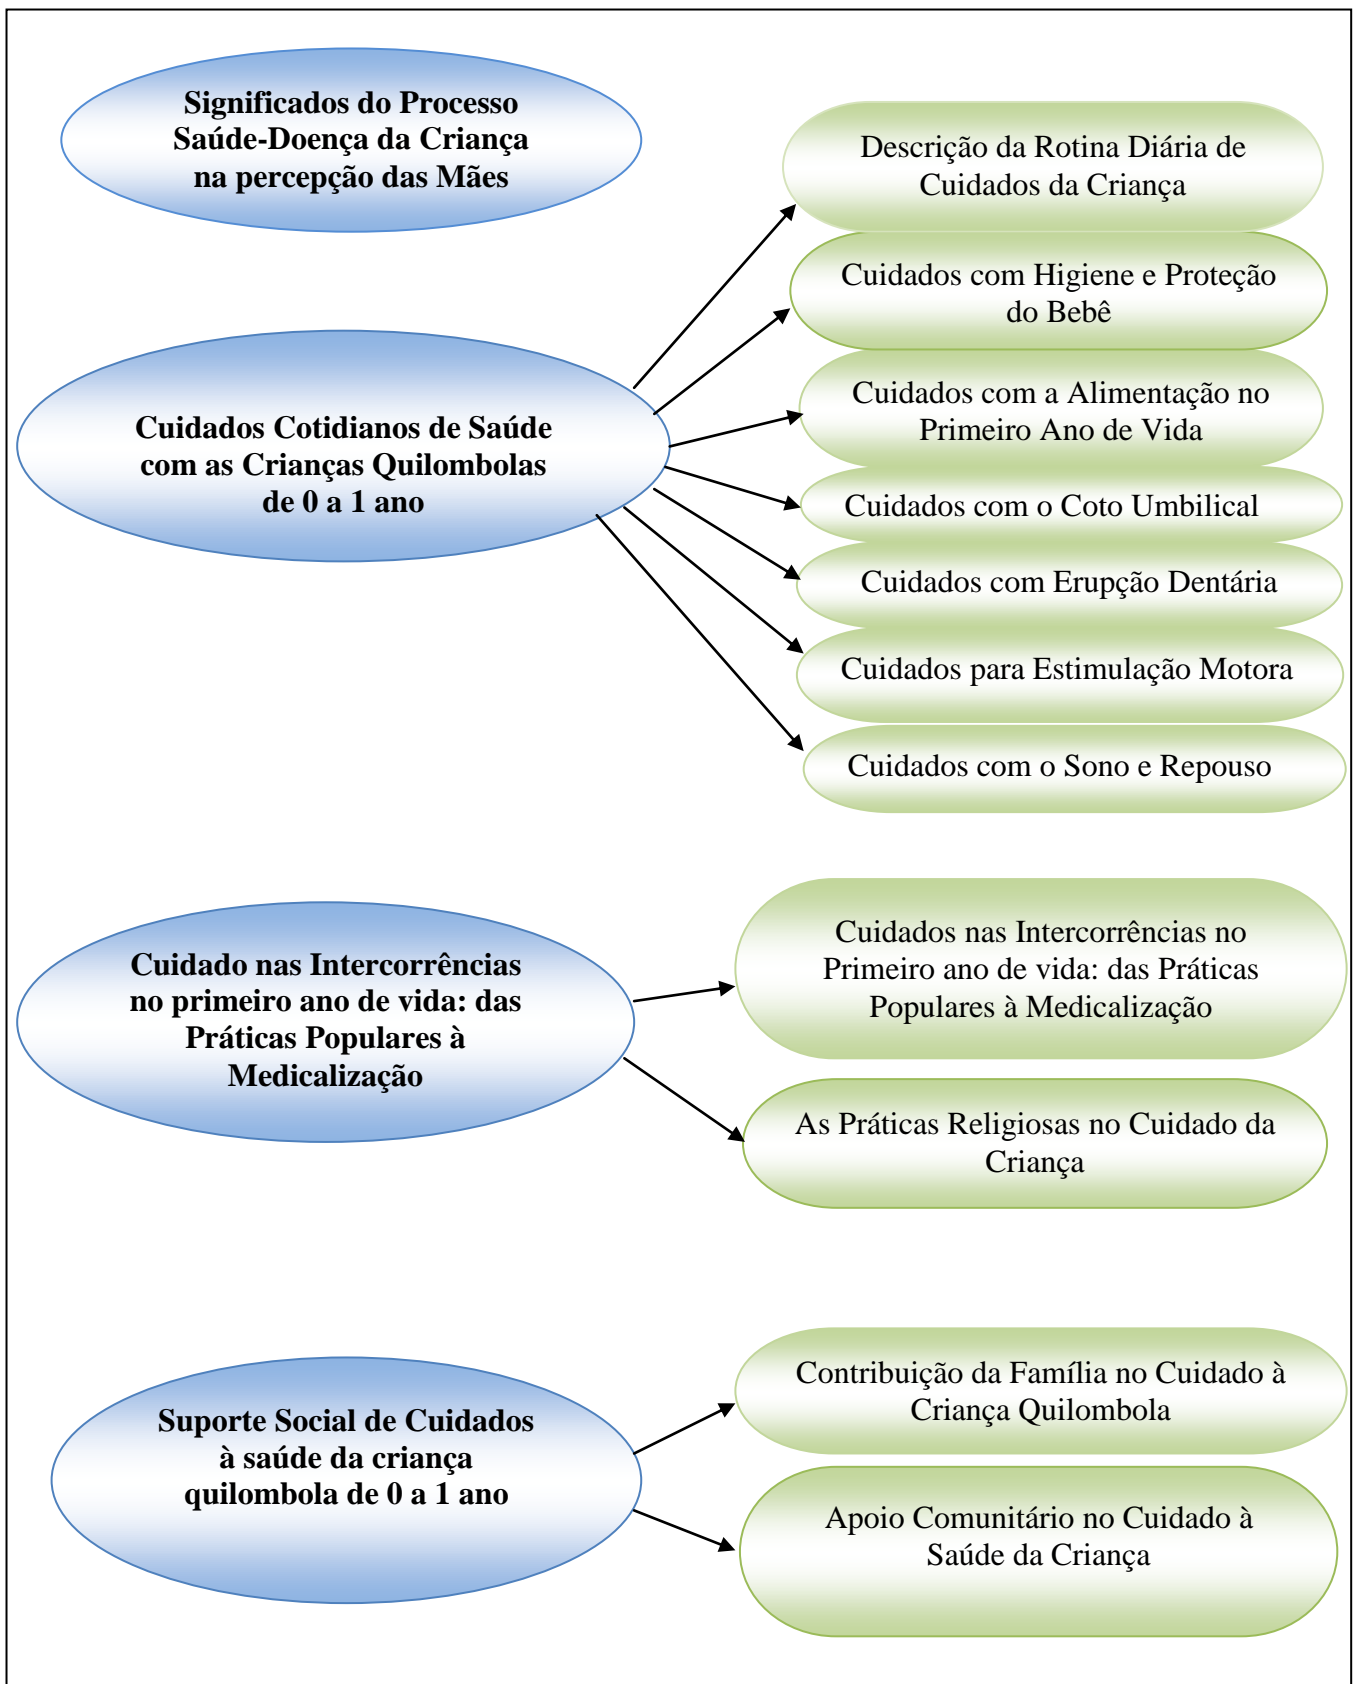 Significados do Processo
Saúde-Doença da Criança
na percepção das Mães
Descrição da Rotina Diária de
Cuidados da Criança
Cuidados com Higiene e Proteção
do Bebê
Cuidados Cotidianos de Saúde
com as Crianças Quilombolas
de 0 a 1 ano
Cuidados com a Alimentação no
Primeiro Ano de Vida
Cuidados com o Coto Umbilical
Cuidados com Erupção Dentária
Cuidados para Estimulação Motora
Cuidados com o Sono e Repouso
Cuidado nas Intercorrências
no primeiro ano de vida: das
Práticas Populares à
Medicalização
Cuidados nas Intercorrências no
Primeiro ano de vida: das Práticas
Populares à Medicalização
As Práticas Religiosas no Cuidado da
Criança
Suporte Social de Cuidados
à saúde da criança
quilombola de 0 a 1 ano
Contribuição da Família no Cuidado à
Criança Quilombola
Apoio Comunitário no Cuidado à
Saúde da Criança